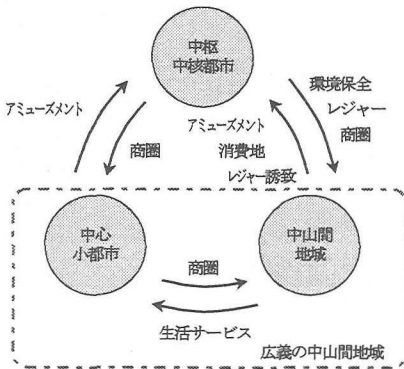 中枢
中核都市
環境保全
レジャー
商圏
アミューズメント
商圏
アミューズメント
消費地
レジャー誘致
中心
小都市
中山間
地域
商圏
生活サービス
広義の中山間地域